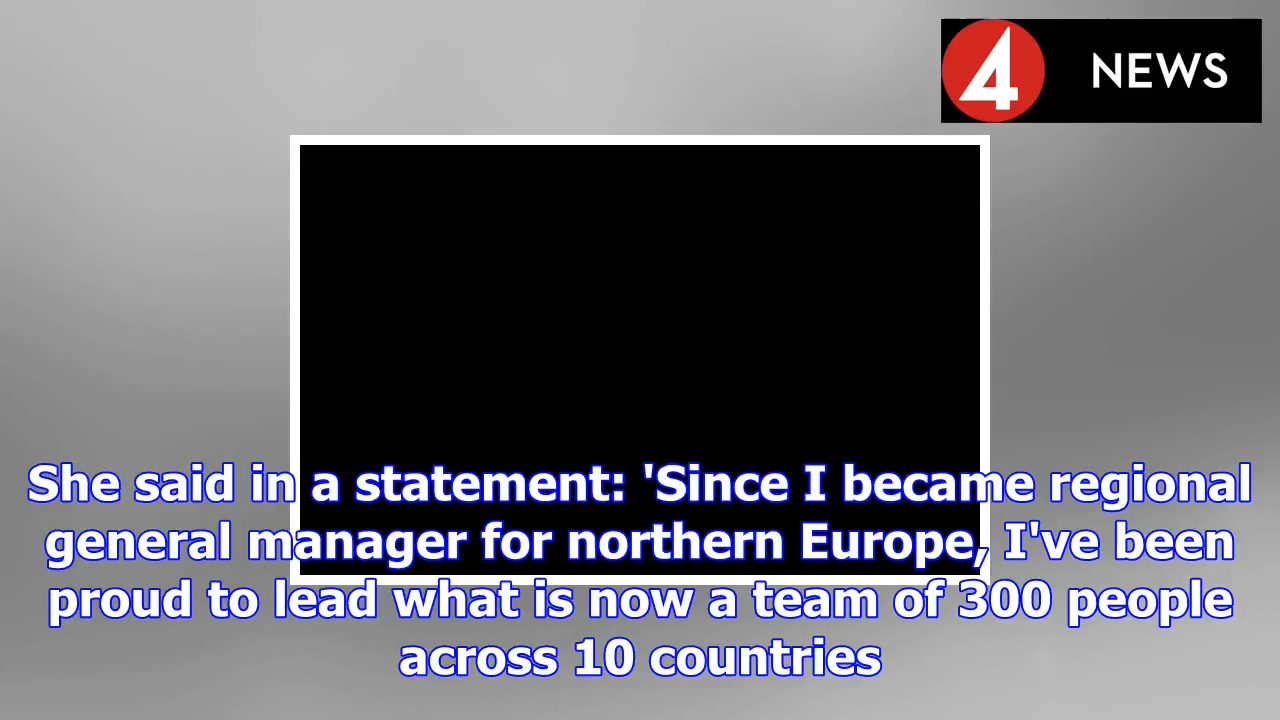 4 NEWS
She said in a statement: 'Since I became regional
general manager for northern Europe, I've been
proud to lead what is now a team of 300 people
across 10 countries